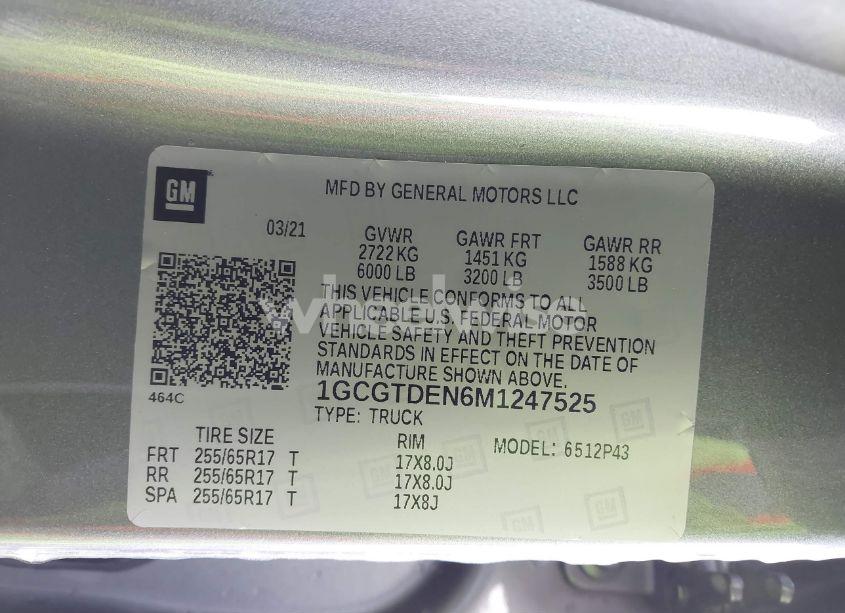 GM
MFD BY GENERAL MOTORS LLC
03/21
GVWR GAWR FRT GAWR RR
2722 KG 1451 KG 1588 KG
6000 LB 3200 LB 3500 LB
THIS VEHICLE CONFORMS TO ALL
APPLICABLE U.S. FEDERAL MOTOR
VEHICLE SAFETY AND THEFT PREVENTION
STANDARDS IN EFFECT ON THE DATE OF
MANUFACTURE SHOWN ABOVE.
464C
1GCGTDEN6M1247525
TYPE: TRUCK
TIRE SIZE RIM MODEL: 6512P43
FRT 255/65R17 T 17X8.0J
RR 255/65R17 T 17X8.0J
SPA 255/65R17 T 17X8J
GM
GM
GM